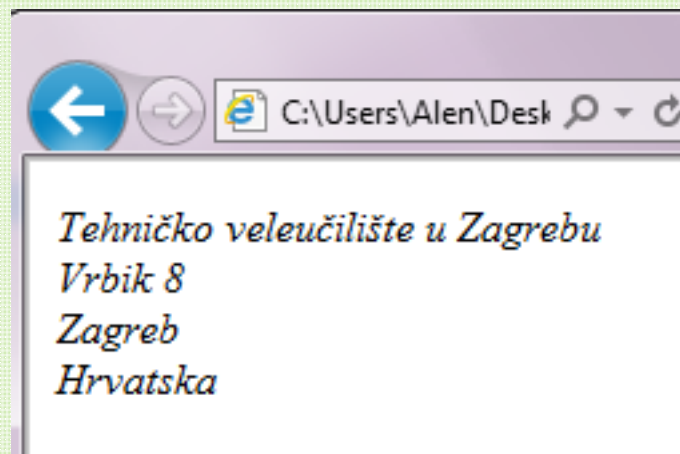 C:\Users\Alen\Desk
Tehničko veleučilište u Zagrebu
Vrbik 8
Zagreb
Hrvatska